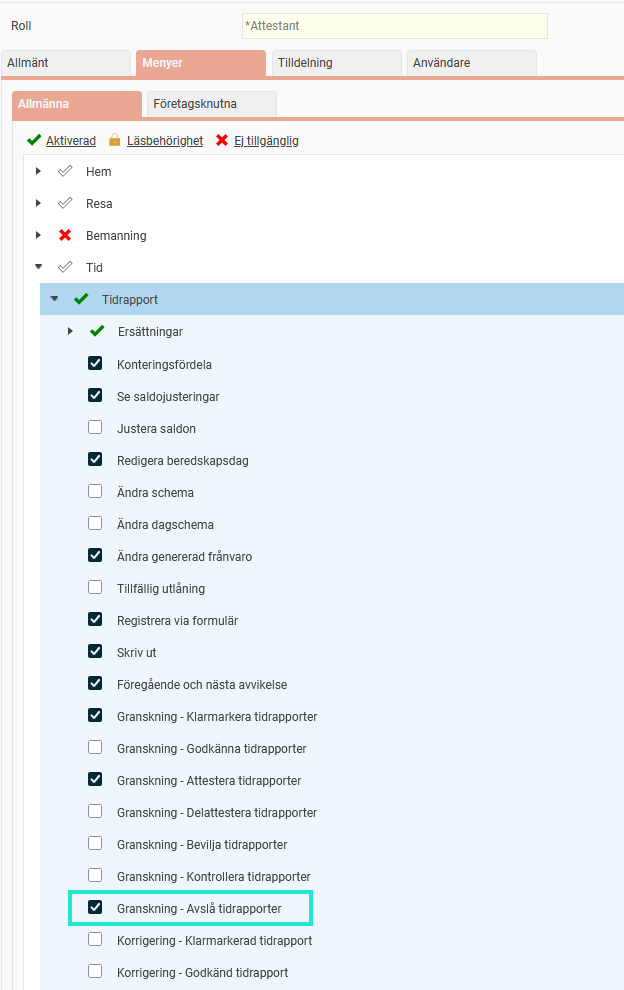 Roll *Attestant
Allmänt Menyer Tilldelning Användare
Allmänna Företagsknutna
Aktiverad Läsbehörighet Ej tillgänglig
Hem
Resa
Bemanning
Tid
Tidrapport
Ersättningar
Konteringsfördela
Se saldojusteringar
Justera saldon
Redigera beredskapsdag
Ändra schema
Ändra dagschema
Ändra genererad frånvaro
Tillfällig utlåning
Registrera via formulär
Skriv ut
Föregående och nästa avvikelse
Granskning - Klarmarkera tidrapporter
Granskning - Godkänna tidrapporter
Granskning - Attestera tidrapporter
Granskning - Delattestera tidrapporter
Granskning - Bevilja tidrapporter
Granskning - Kontrollera tidrapporter
Granskning - Avslå tidrapporter
Korrigering - Klarmarkerad tidrapport
Korrigering - Godkänd tidrapport